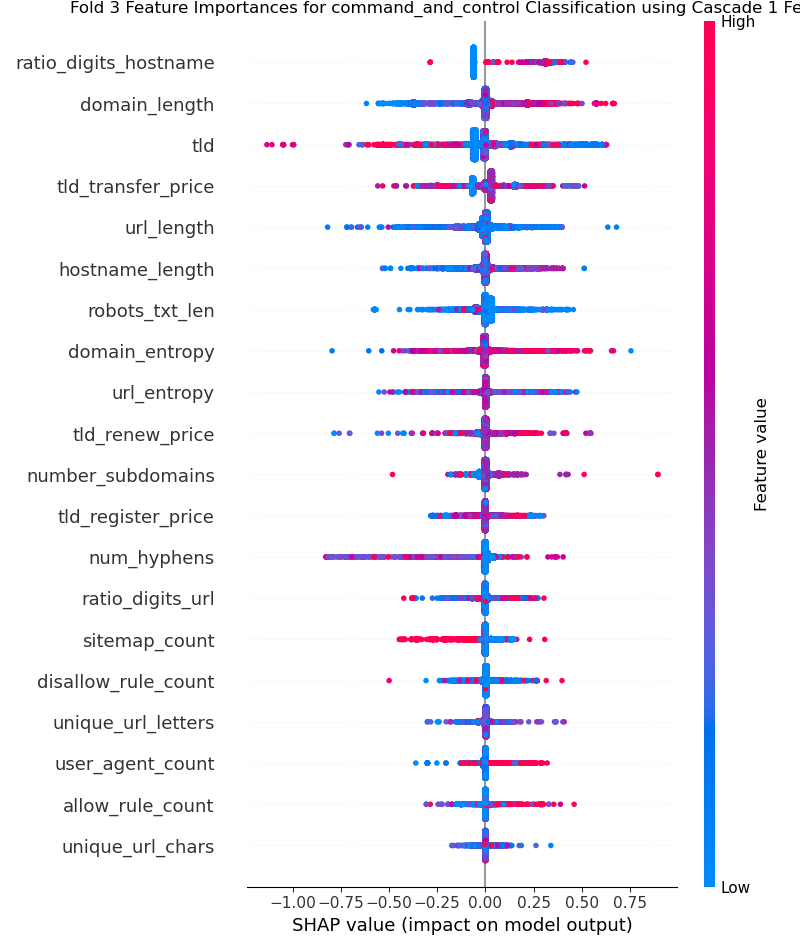 Fold 3 Feature Importances for command_and_control Classification using Cascade 1 Fe
High
ratio_digits_hostname
domain_length
tld
tld_transfer_price
url_length
hostname_length
robots_txt_len
domain_entropy
url_entropy
tld_renew_price
number_subdomains
tld_register_price
num_hyphens
ratio_digits_url
sitemap_count
disallow_rule_count
unique_url_letters
user_agent_count
allow_rule_count
unique_url_chars
Feature value
Low
−1.00 −0.75 −0.50 −0.25 0.00 0.25 0.50 0.75
SHAP value (impact on model output)